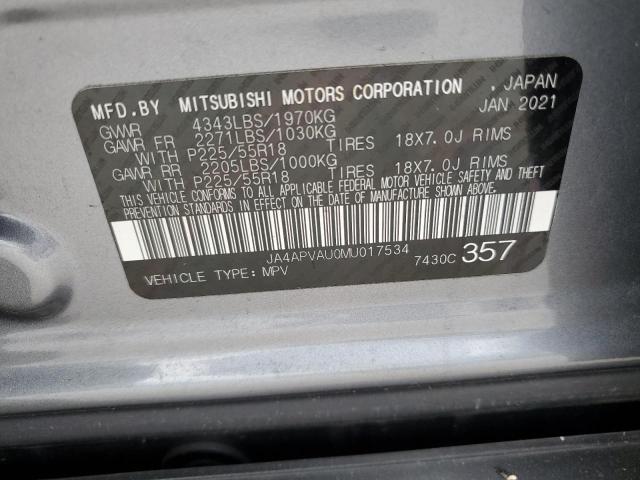 MFD.BY MITSUBISHI MOTORS CORPORATION , JAPAN
GVWR 4343LBS/1970KG JAN 2021
GAWR FR 2271LBS/1030KG
WITH P225/55R18 TIRES 18X7.0J RIMS
GAWR RR 2205LBS/1000KG
WITH P225/55R18 TIRES 18X7.0J RIMS
THIS VEHICLE CONFORMS TO ALL APPLICABLE FEDERAL MOTOR VEHICLE SAFETY AND THEFT
PREVENTION STANDARDS IN EFFECT ON THE DATE OF MANUFACTURE SHOWN ABOVE.
JA4APVAU0MU017534
VEHICLE TYPE: MPV 7430C 357